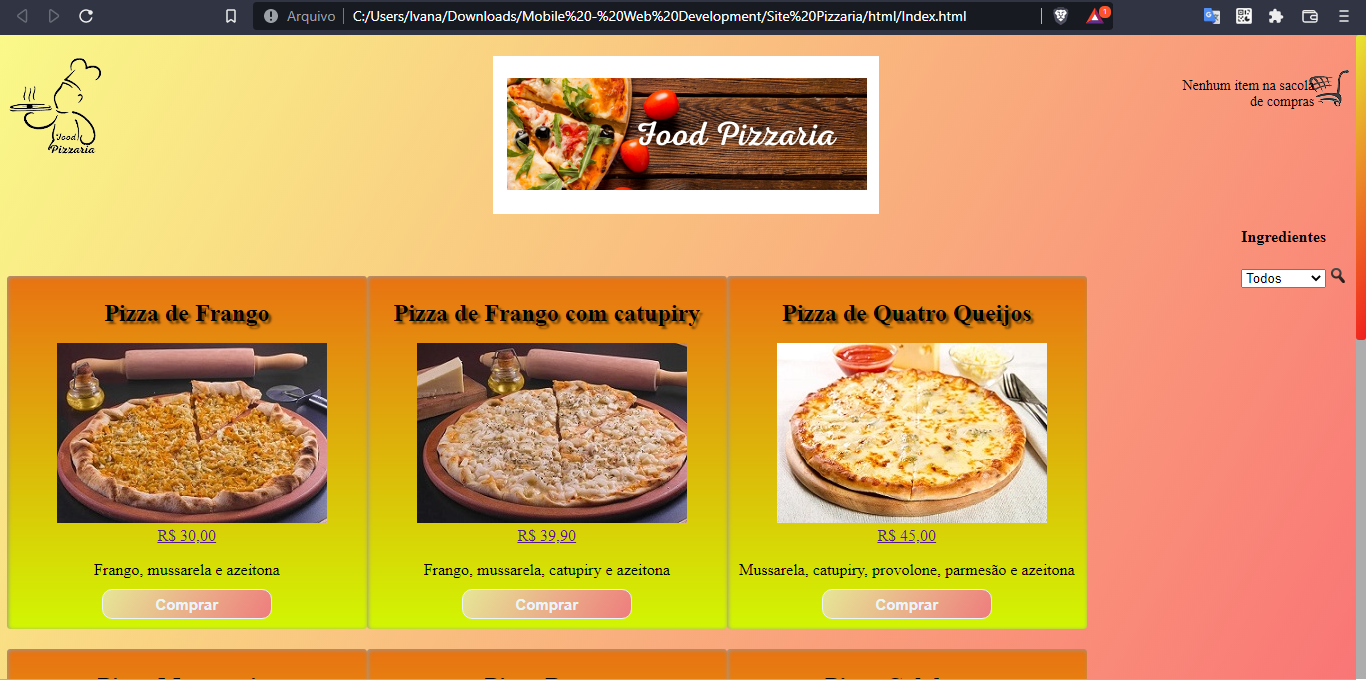 Arquivo C:/Users/Ivana/Downloads/Mobile%20-%20Web%20Development/Site%20Pizzaria/html/Index.html 1
Food
Pizzaria
Food Pizzaria
Nenhum item na sacola
de compras
Ingredientes
Todos
Pizza de Frango
Pizza de Frango com catupiry
Pizza de Quatro Queijos
R$ 30,00
R$ 39,90
R$ 45,00
Frango, mussarela e azeitona
Frango, mussarela, catupiry e azeitona
Mussarela, catupiry, provolone, parmesão e azeitona
Comprar
Comprar
Comprar